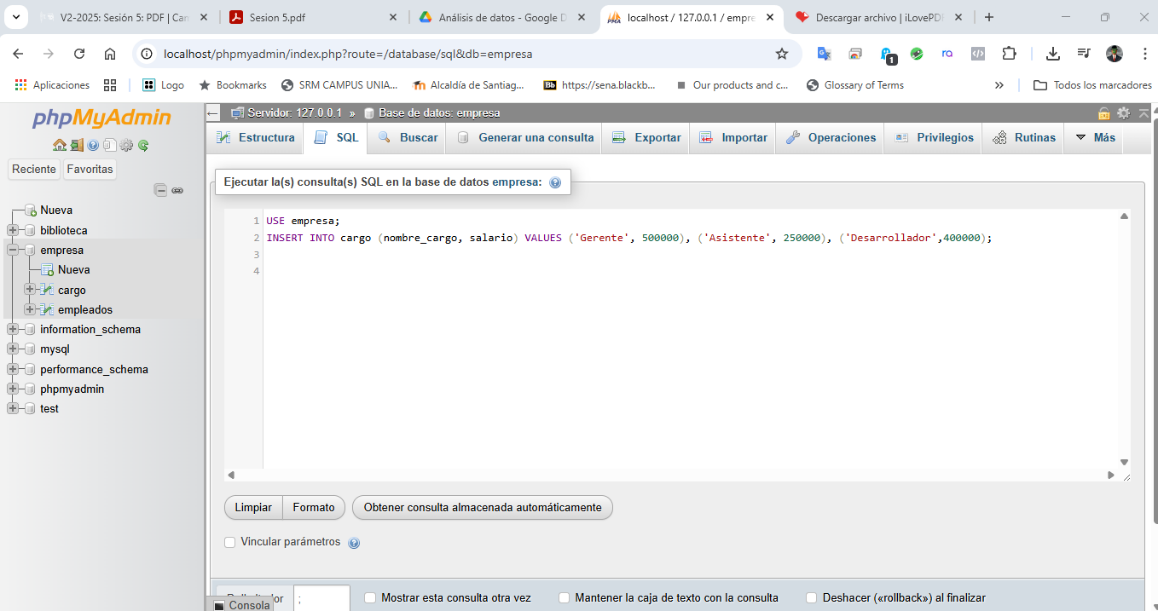 V2-2025: Sesión 5: PDF | Can
Sesion 5.pdf
Análisis de datos - Google D
localhost / 127.0.0.1 / empre
Descargar archivo | iLovePDF
localhost/phpmyadmin/index.php?route=/database/sql&db=empresa
Aplicaciones
Logo
Bookmarks
SRM CAMPUS UNIA...
Alcaldía de Santiag...
https://sena.blackb...
Our products and c...
Glossary of Terms
Todos los marcadores
phpMyAdmin
Servidor: 127.0.0.1 » Base de datos: empresa
Estructura
SQL
Buscar
Generar una consulta
Exportar
Importar
Operaciones
Privilegios
Rutinas
Más
Reciente
Favoritas
Nueva
biblioteca
empresa
Nueva
cargo
empleados
information_schema
mysql
performance_schema
phpmyadmin
test
Ejecutar la(s) consulta(s) SQL en la base de datos empresa:
1 USE empresa;
2 INSERT INTO cargo (nombre_cargo, salario) VALUES ('Gerente', 500000), ('Asistente', 250000), ('Desarrollador',400000);
3
4
Limpiar
Formato
Obtener consulta almacenada automáticamente
Vincular parámetros
;
Mostrar esta consulta otra vez
Mantener la caja de texto con la consulta
Deshacer («rollback») al finalizar
Consola